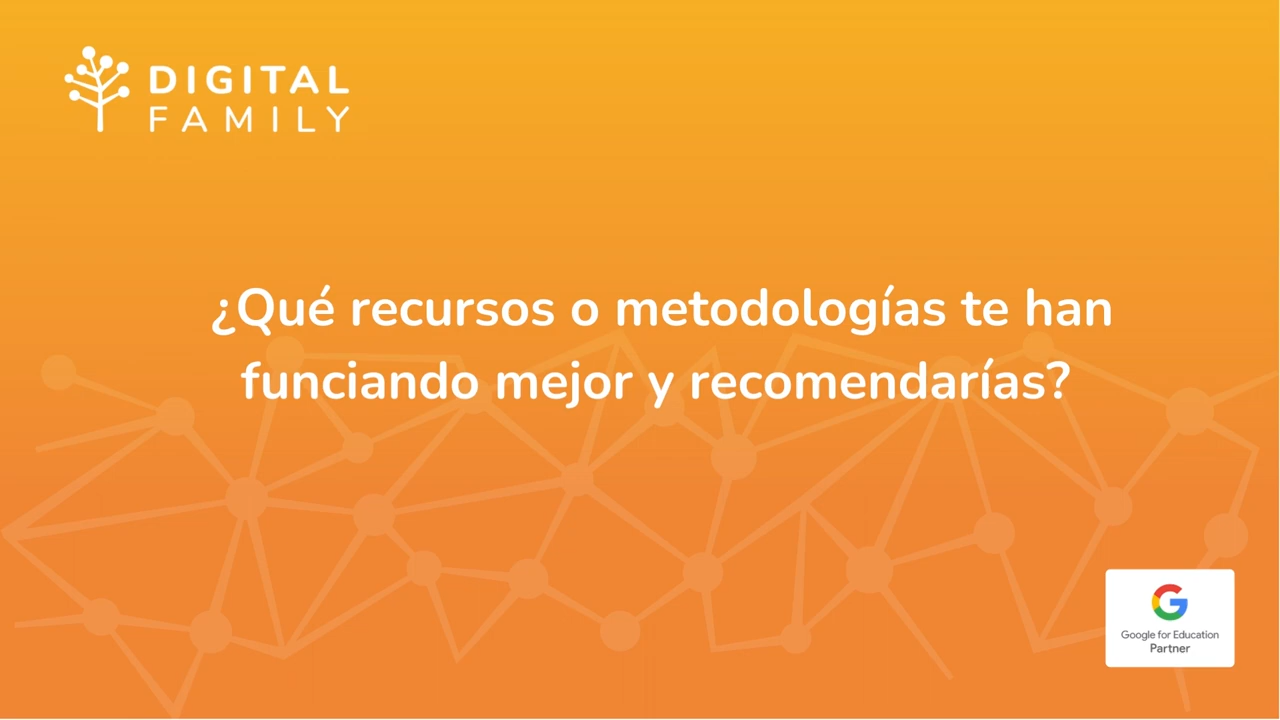 DIGITAL
FAMILY
¿Qué recursos o metodologías te han
funciando mejor y recomendarías?
Google for Education
Partner